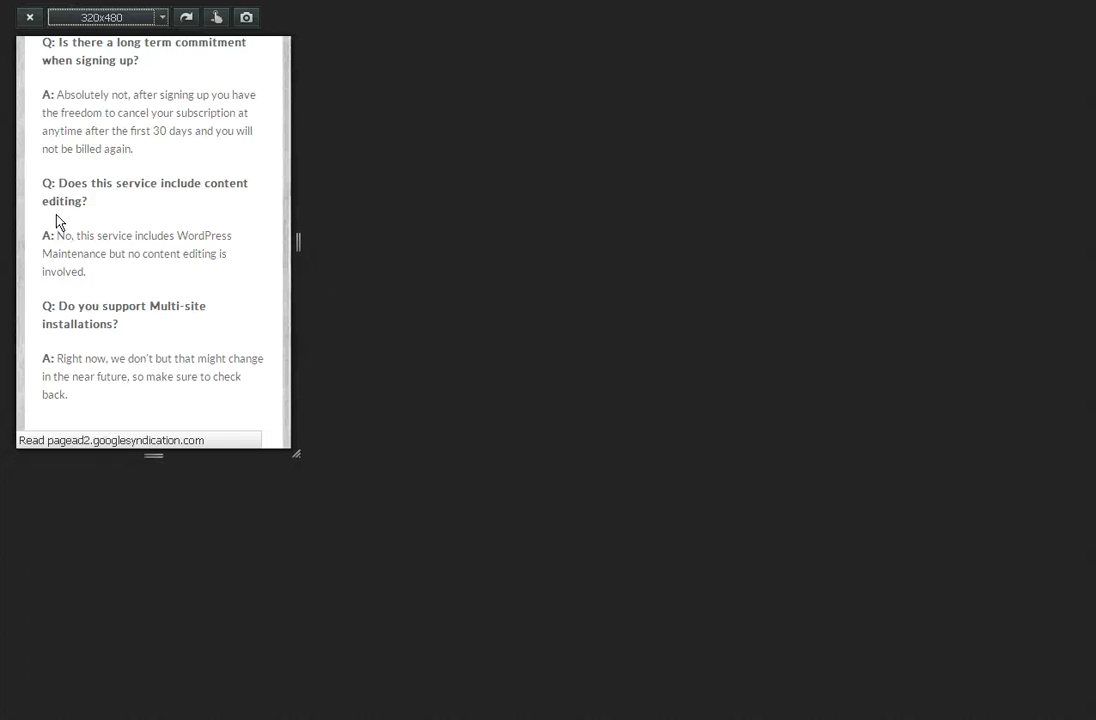 320x480
Q: Is there a long term commitment
when signing up?
A: Absolutely not, after signing up you have
the freedom to cancel your subscription at
anytime after the first 30 days and you will
not be billed again.
Q: Does this service include content
editing?
A: No, this service includes WordPress
Maintenance but no content editing is
involved.
Q: Do you support Multi-site
installations?
A: Right now, we don't but that might change
in the near future, so make sure to check
back.
Read pagead2.googlesyndication.com